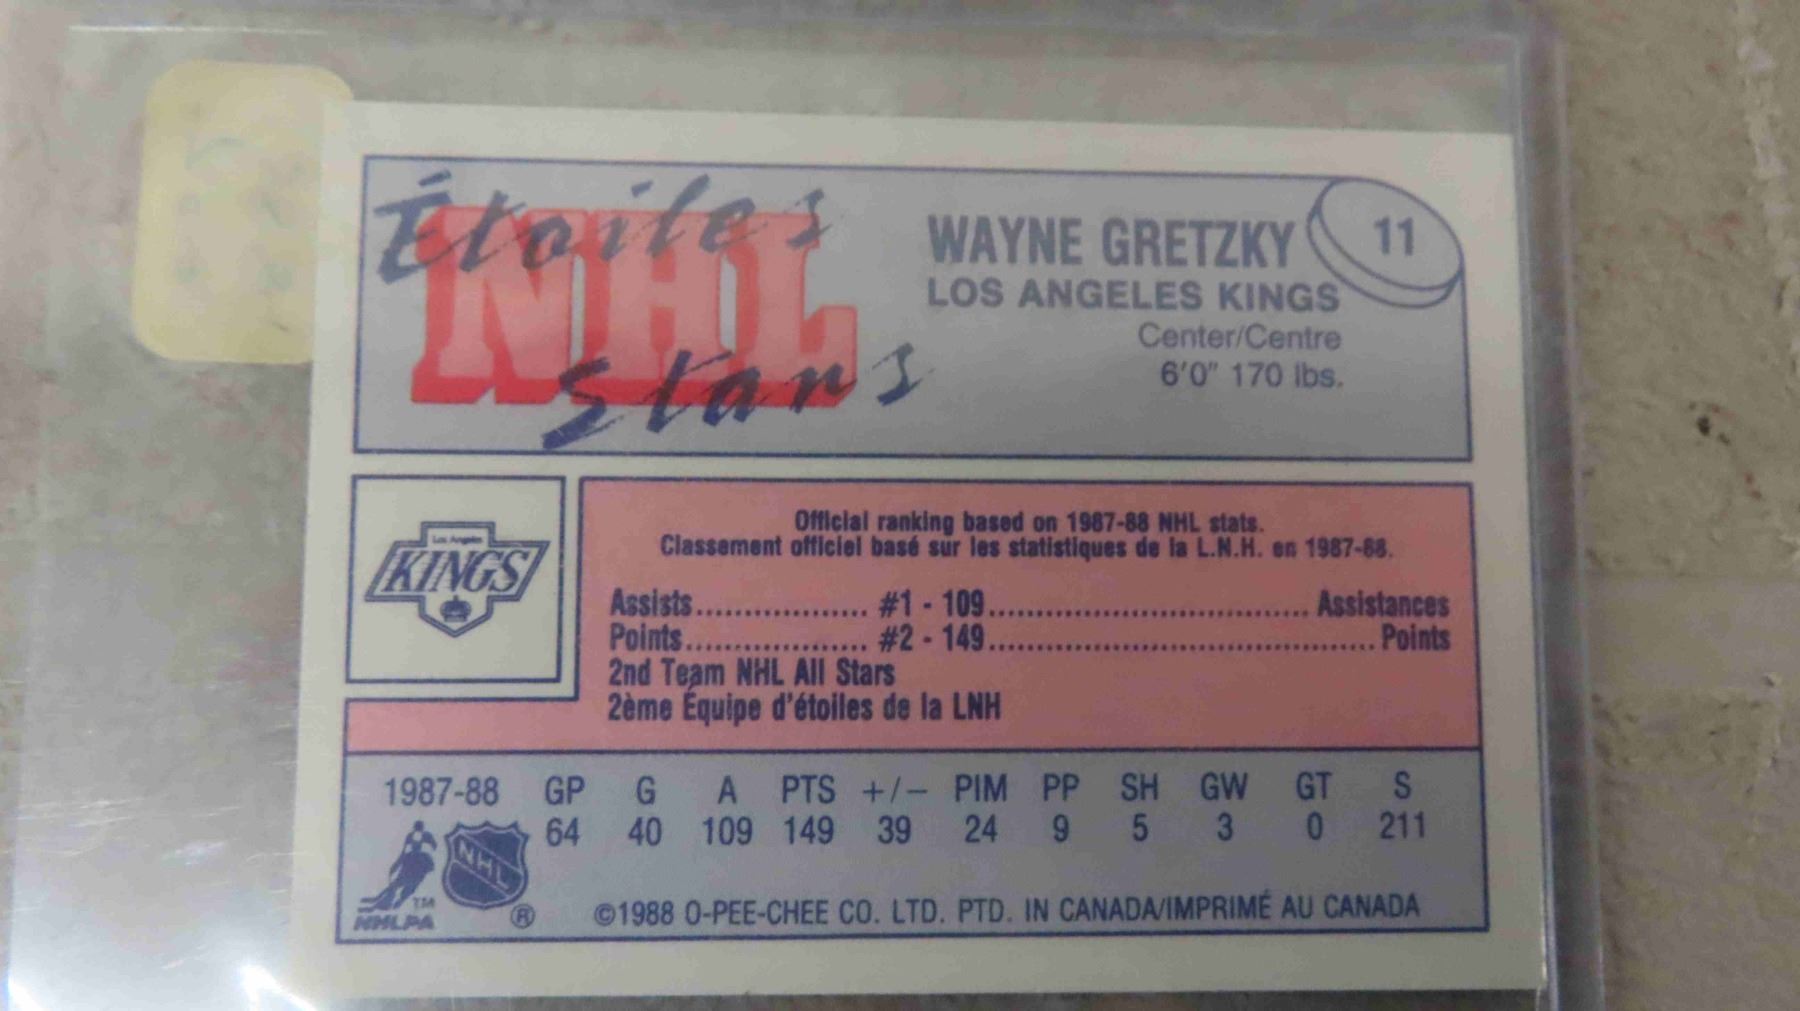 Étoiles
NHL
Stars
WAYNE GRETZKY 11
LOS ANGELES KINGS
Center/Centre
6'0" 170 lbs.
Los Angeles
KINGS
Official ranking based on 1987-88 NHL stats.
Classement officiel basé sur les statistiques de la L.N.H. en 1987-88.
Assists.................. #1 - 109.................................. Assistances
Points................... #2 - 149......................................... Points
2nd Team NHL All Stars
2ème Équipe d'étoiles de la LNH
1987-88 GP G A PTS +/− PIM PP SH GW GT S
64 40 109 149 39 24 9 5 3 0 211
NHL
TM
NHLPA ®
©1988 O-PEE-CHEE CO. LTD. PTD. IN CANADA/IMPRIMÉ AU CANADA